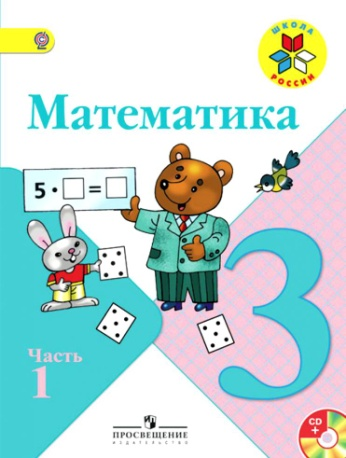 ШКОЛА
РОССИИ
Математика
5 · □ = □
3
Часть
1
ПРОСВЕЩЕНИЕ
ИЗДАТЕЛЬСТВО
CD
+